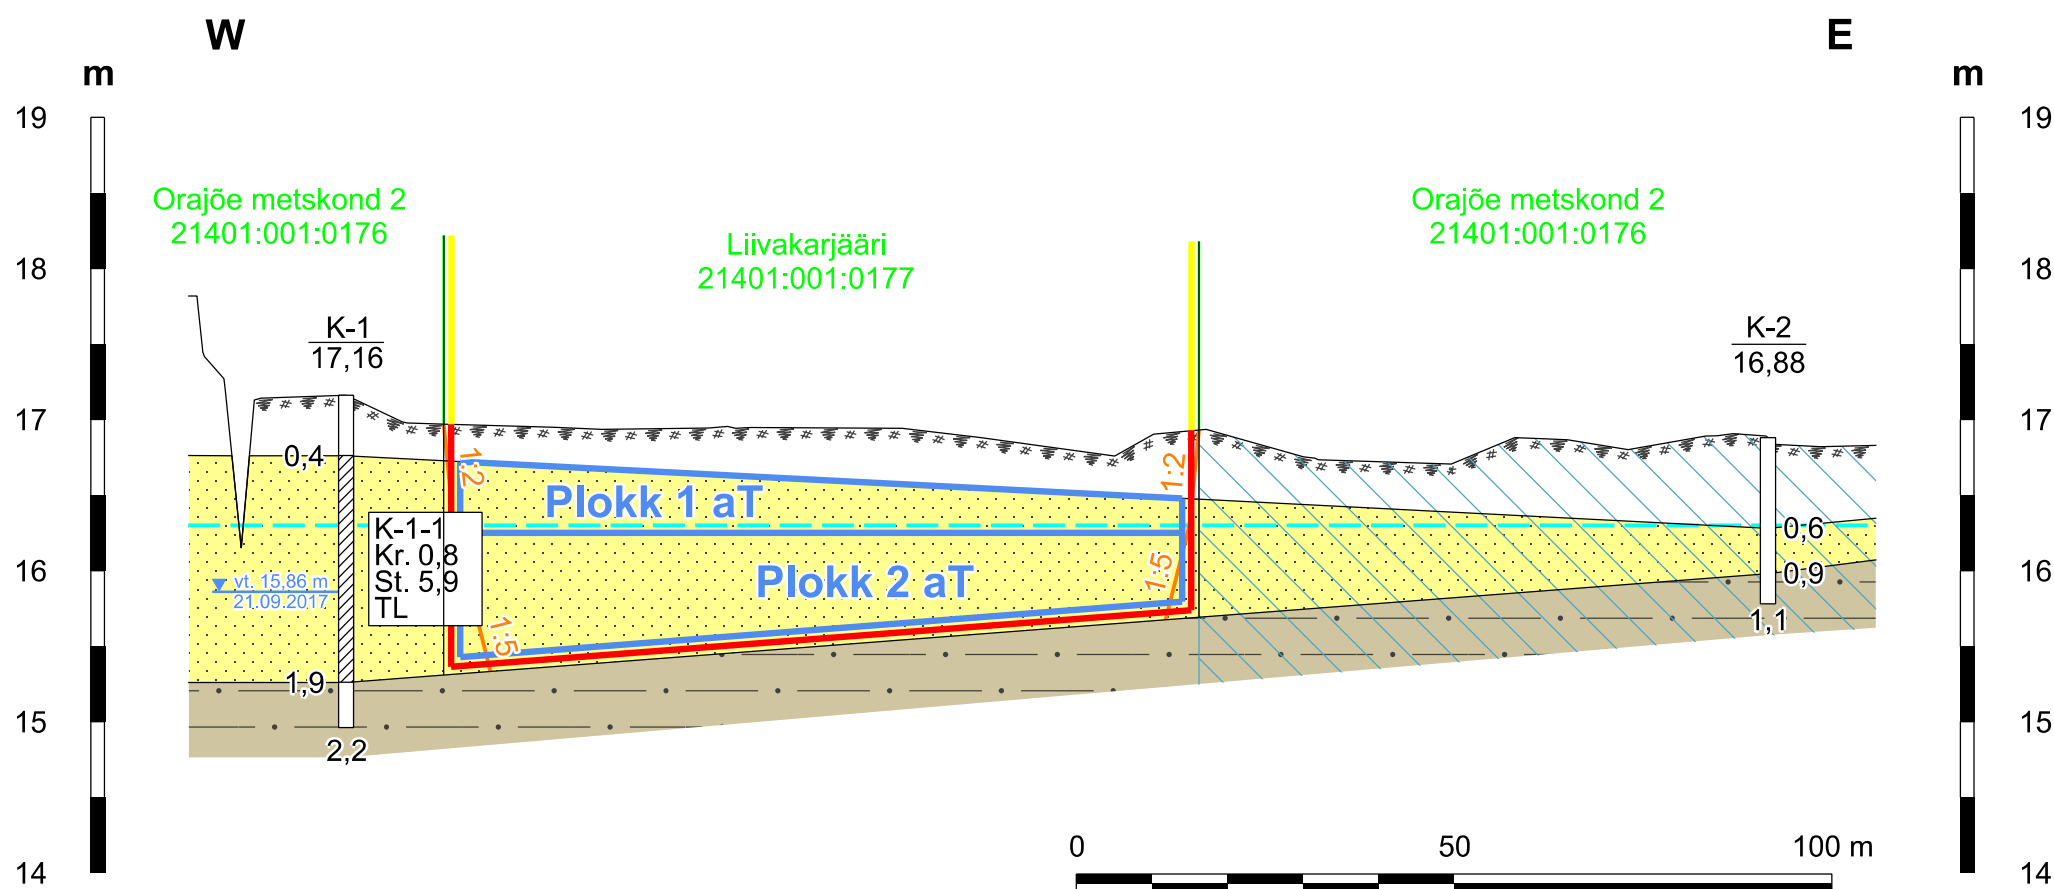 W
E
m
m
19
19
Orajõe metskond 2
21401:001:0176
Orajõe metskond 2
21401:001:0176
Liivakarjääri
21401:001:0177
18
18
K-1
17,16
K-2
16,88
17
17
0,4
1:2
1:2
Plokk 1 aT
K-1-1
Kr. 0,8
St. 5,9
TL
0,6
16
16
vt. 15,86 m
21.09.2017
Plokk 2 aT
1:5
0,9
1:5
1,1
1,9
15
15
2,2
0
50
100 m
14
14